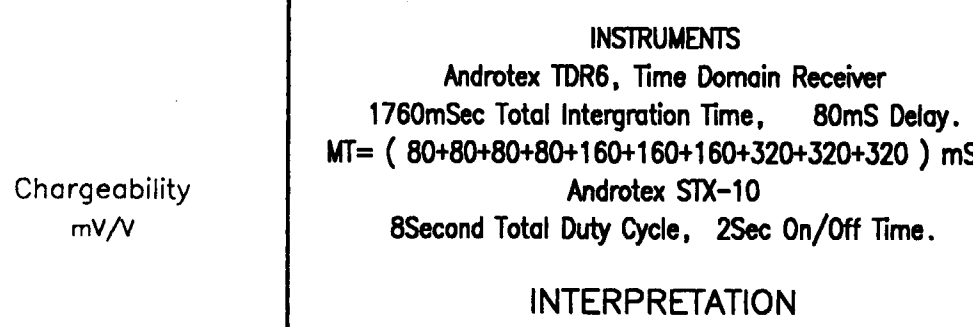 INSTRUMENTS
Androtex TDR6, Time Domain Receiver
1760mSec Total Intergration Time, 80mS Delay.
MT= ( 80+80+80+80+160+160+160+320+320+320 ) mS
Androtex STX-10
8Second Total Duty Cycle, 2Sec On/Off Time.
INTERPRETATION
Chargeability
mV/V